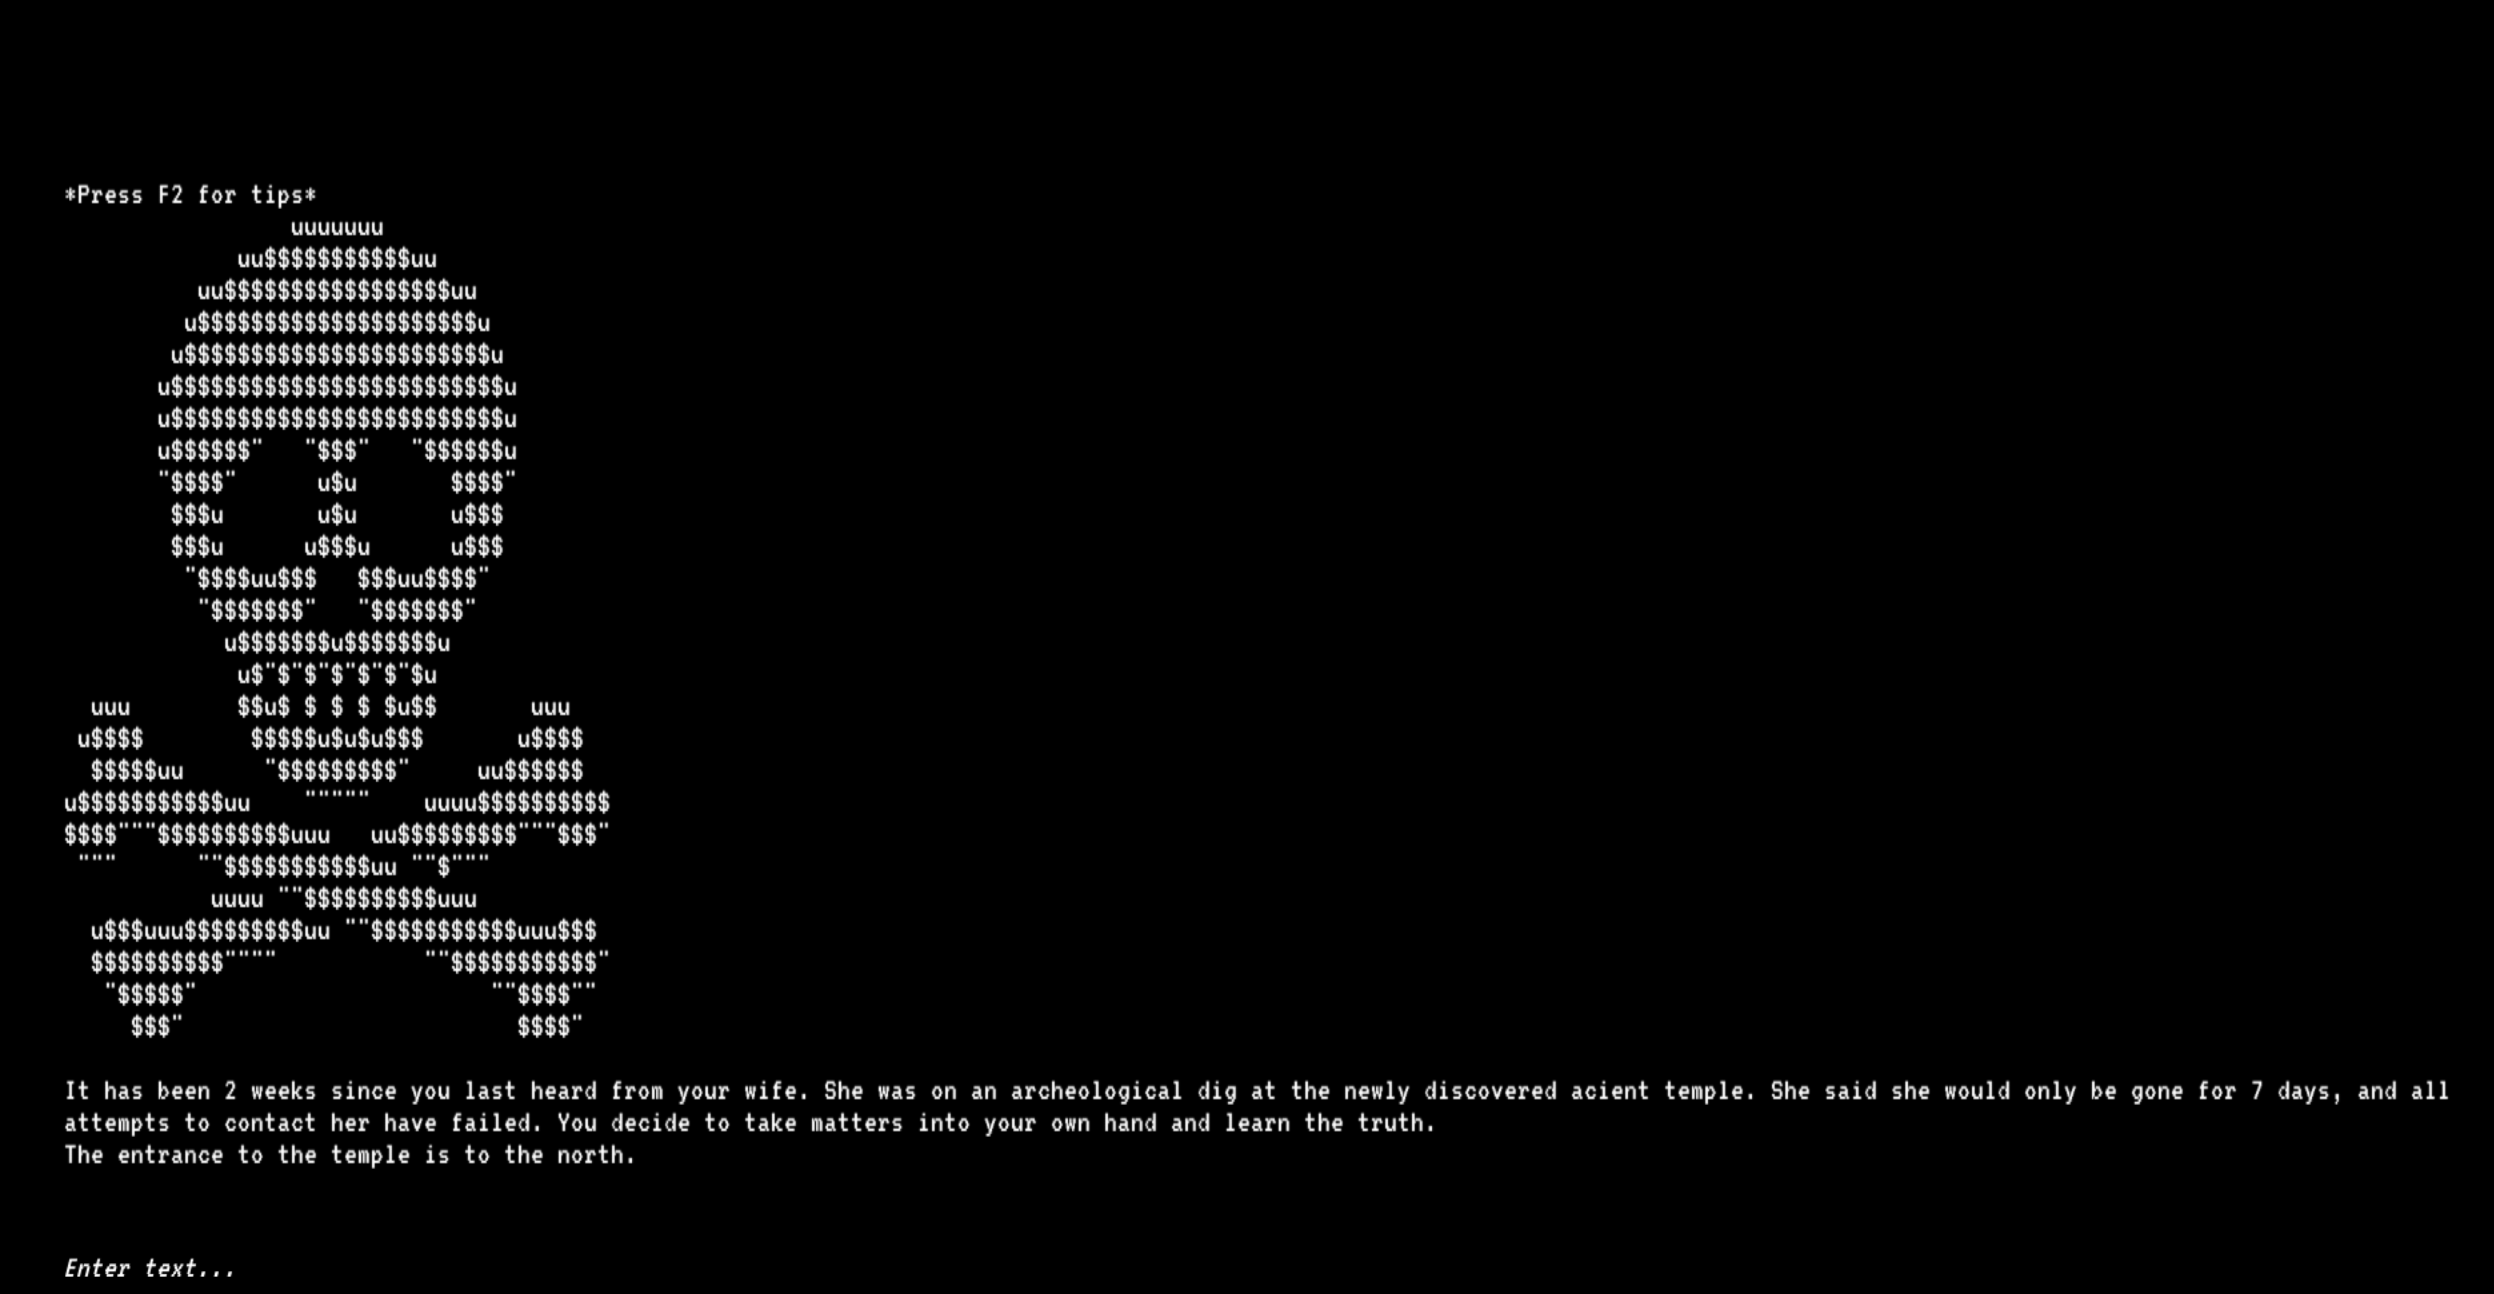 *Press F2 for tips*
                 uuuuuuu
             uu$$$$$$$$$$$uu
          uu$$$$$$$$$$$$$$$$$uu
         u$$$$$$$$$$$$$$$$$$$$$u
        u$$$$$$$$$$$$$$$$$$$$$$$u
       u$$$$$$$$$$$$$$$$$$$$$$$$$u
       u$$$$$$$$$$$$$$$$$$$$$$$$$u
       u$$$$$$"   "$$$"   "$$$$$$u
       "$$$$"      u$u       $$$$"
        $$$u       u$u       u$$$
        $$$u      u$$$u      u$$$
         "$$$$uu$$$   $$$uu$$$$"
          "$$$$$$$"   "$$$$$$$"
            u$$$$$$$u$$$$$$$u
             u$"$"$"$"$"$"$u
  uuu        $$u$ $ $ $ $u$$       uuu
 u$$$$        $$$$$u$u$u$$$       u$$$$
  $$$$$uu      "$$$$$$$$$"     uu$$$$$$
u$$$$$$$$$$$uu    """""    uuuu$$$$$$$$$$
$$$$"""$$$$$$$$$$uuu   uu$$$$$$$$$"""$$$"
 """      ""$$$$$$$$$$$uu ""$"""
           uuuu ""$$$$$$$$$$uuu
  u$$$uuu$$$$$$$$$uu ""$$$$$$$$$$$uuu$$$
  $$$$$$$$$$""""           ""$$$$$$$$$$$"
   "$$$$$"                      ""$$$$""
     $$$"                         $$$$"
It has been 2 weeks since you last heard from your wife. She was on an archeological dig at the newly discovered acient temple. She said she would only be gone for 7 days, and all
attempts to contact her have failed. You decide to take matters into your own hand and learn the truth.
The entrance to the temple is to the north.
Enter text...